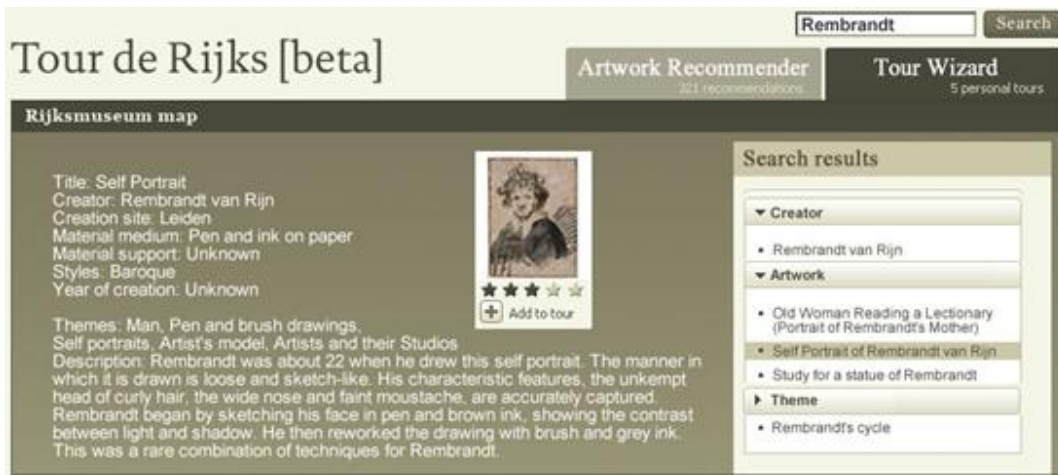 Rembrandt
Search
Tour de Rijks [beta]
Artwork Recommender
321 recommendations
Tour Wizard
5 personal tours
Rijksmuseum map
Title: Self Portrait
Creator: Rembrandt van Rijn
Creation site: Leiden
Material medium: Pen and ink on paper
Material support: Unknown
Styles: Baroque
Year of creation: Unknown
Add to tour
Themes: Man, Pen and brush drawings,
Self portraits, Artist's model, Artists and their Studios
Description: Rembrandt was about 22 when he drew this self portrait. The manner in
which it is drawn is loose and sketch-like. His characteristic features, the unkempt
head of curly hair, the wide nose and faint moustache, are accurately captured.
Rembrandt began by sketching his face in pen and brown ink, showing the contrast
between light and shadow. He then reworked the drawing with brush and grey ink.
This was a rare combination of techniques for Rembrandt.
Search results
Creator
Rembrandt van Rijn
Artwork
Old Woman Reading a Lectionary
(Portrait of Rembrandt's Mother)
Self Portrait of Rembrandt van Rijn
Study for a statue of Rembrandt
Theme
Rembrandt's cycle